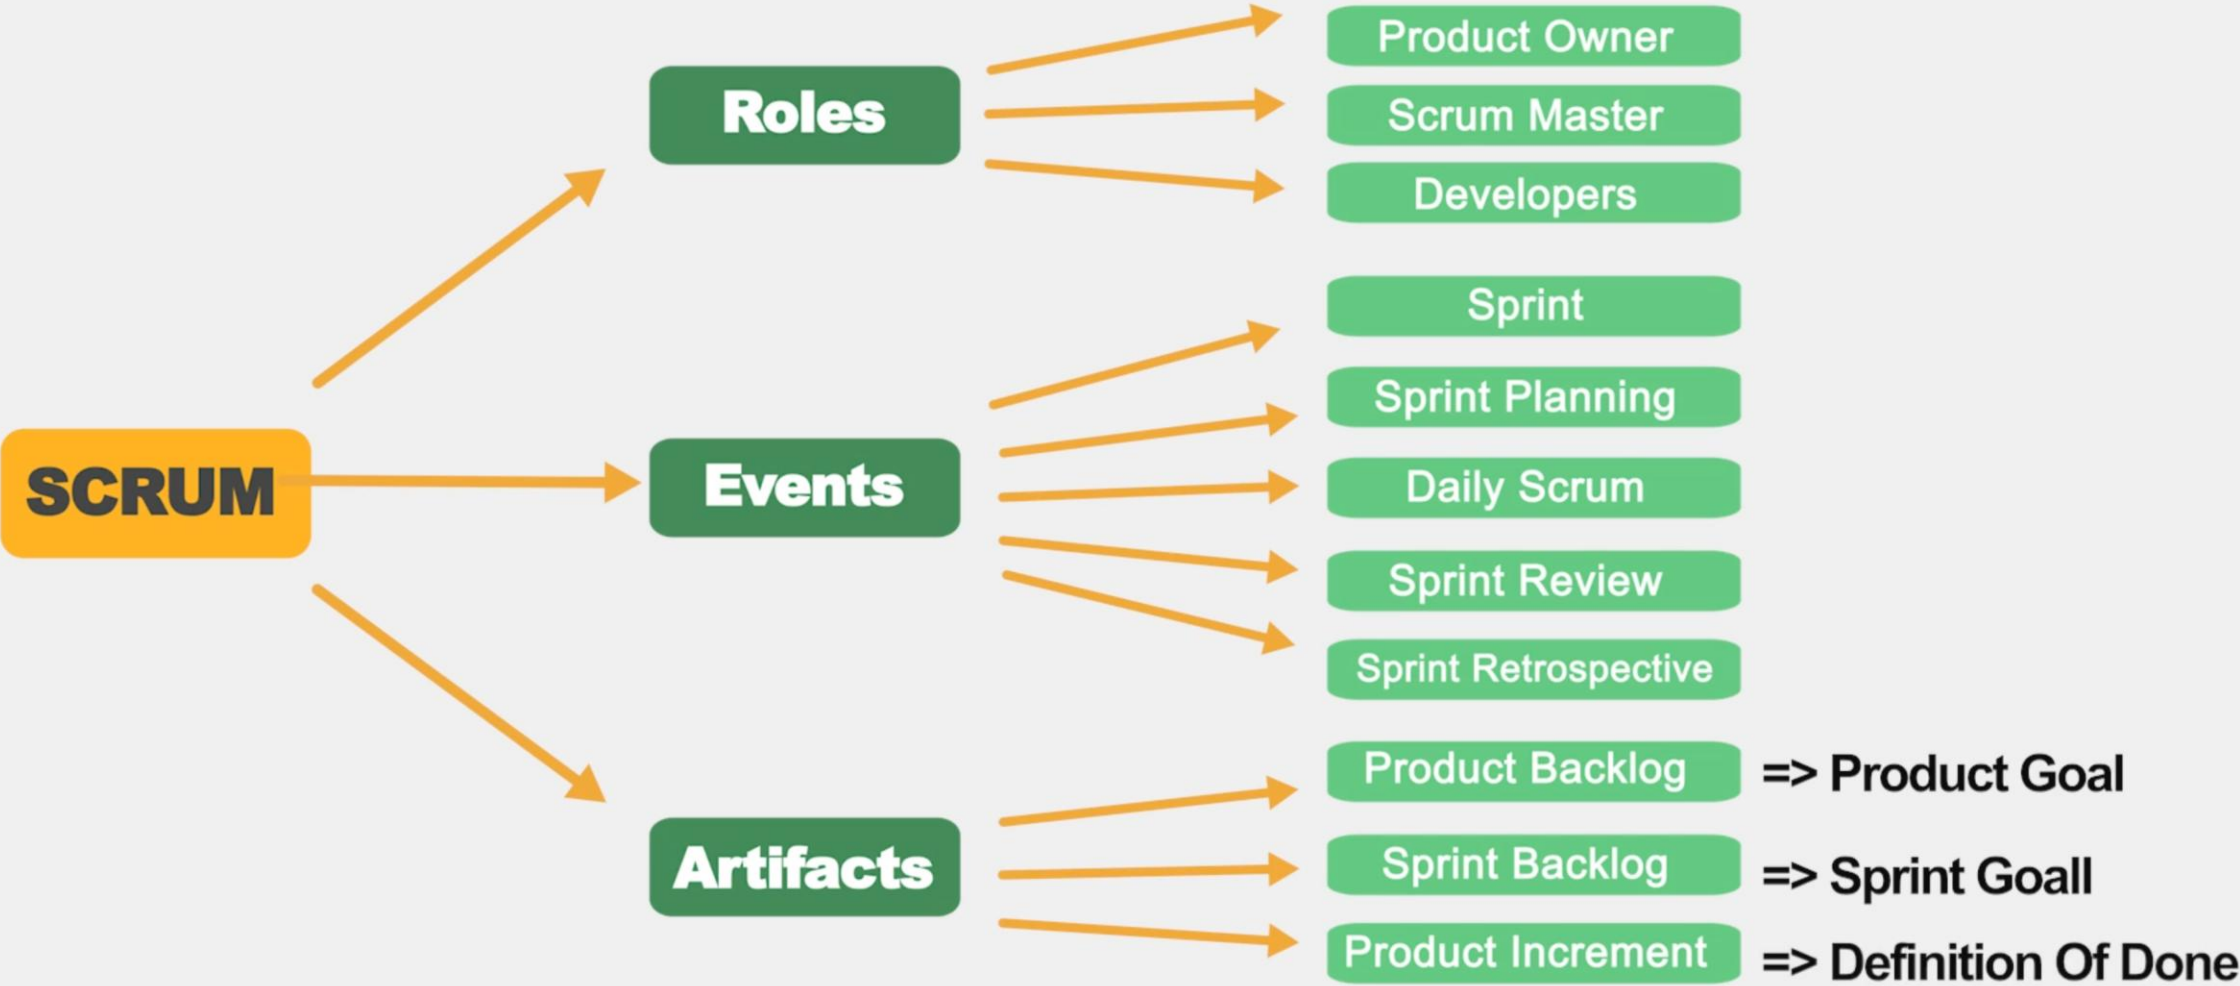 SCRUM
Roles
Product Owner
Scrum Master
Developers
Events
Sprint
Sprint Planning
Daily Scrum
Sprint Review
Sprint Retrospective
Artifacts
Product Backlog => Product Goal
Sprint Backlog => Sprint Goall
Product Increment => Definition Of Done